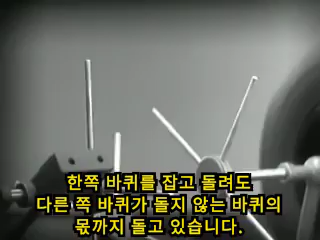 한쪽 바퀴를 잡고 돌려도
다른 쪽 바퀴가 돌지 않는 바퀴의
몫까지 돌고 있습니다.